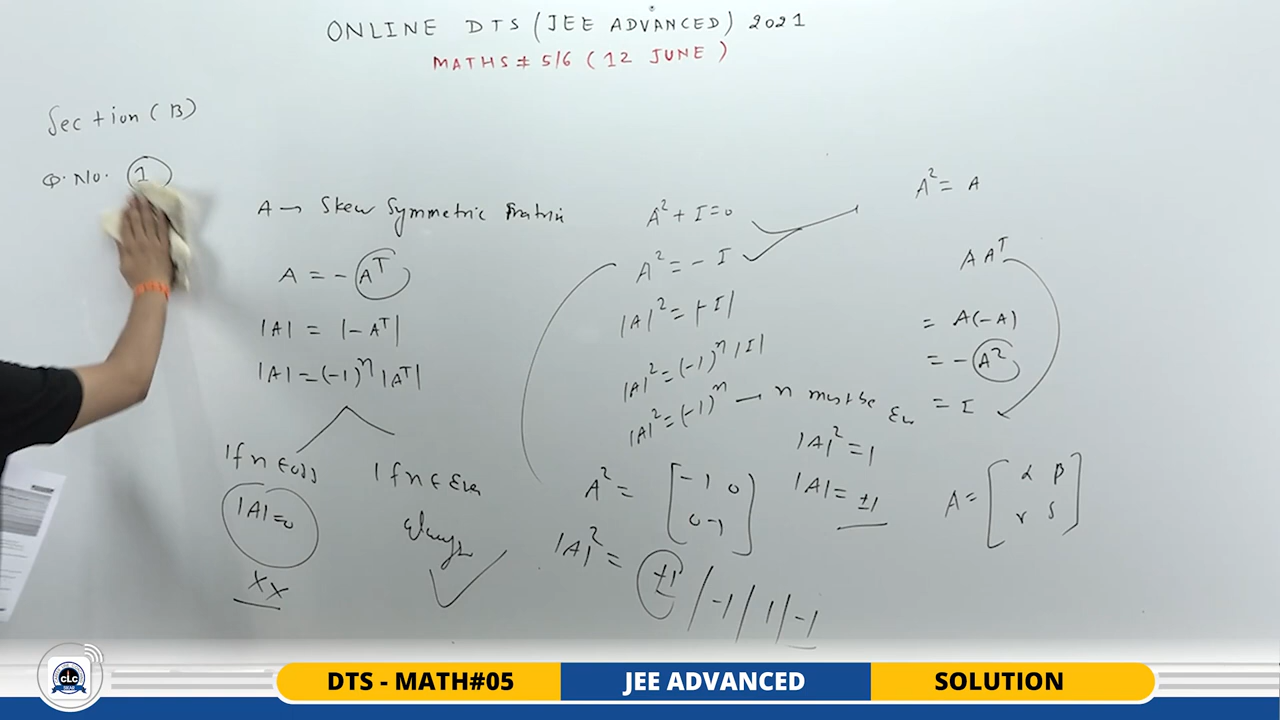 ONLINE DTS (JEE ADVANCED) 2021
MATHS # 5/6 (12 JUNE)
Section (B)
Q. No. 1
A → Skew Symmetric
A = - Aᵀ
|A| = |-Aᵀ|
|A| = (-1)ⁿ |Aᵀ|
If n ∈ odd
|A| = 0
XX
If n ∈ Even
always
A² + I = 0
A² = - I
|A|² = |-I|
|A|² = (-1)ⁿ |I|
|A|² = (-1)ⁿ → n must be
|A|² = 1
|A| = ±1
A² = [-1 0
0 -1]
|A|² = ±1 / -1 / 1 / -1
A² = A
A Aᵀ
= A(-A)
= - A²
= I
A = [α β
γ δ]
CLC
DTS - MATH#05
JEE ADVANCED
SOLUTION